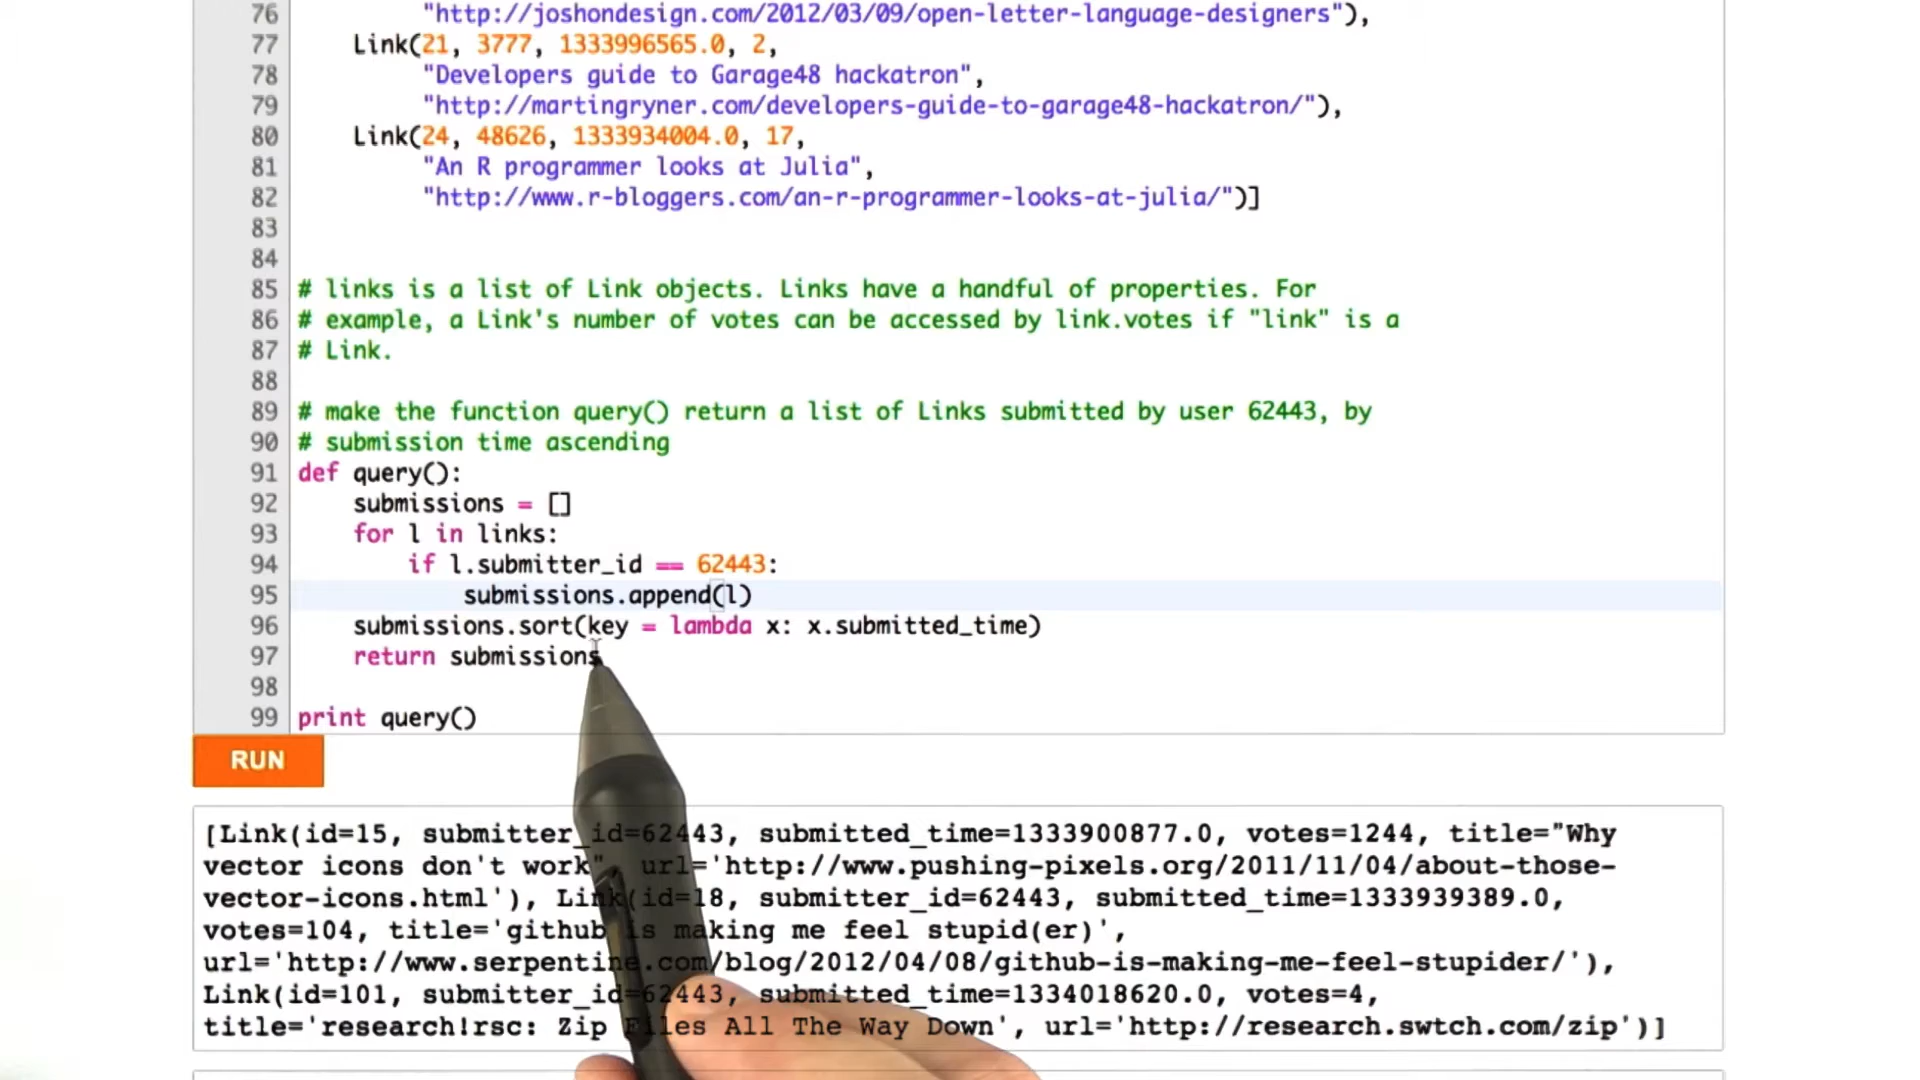 76 "http://joshondesign.com/2012/03/09/open-letter-language-designers"),
77 Link(21, 3777, 1333996565.0, 2,
78 "Developers guide to Garage48 hackatron",
79 "http://martingryner.com/developers-guide-to-garage48-hackatron/"),
80 Link(24, 48626, 1333934004.0, 17,
81 "An R programmer looks at Julia",
82 "http://www.r-bloggers.com/an-r-programmer-looks-at-julia/")]
83
84
85 # links is a list of Link objects. Links have a handful of properties. For
86 # example, a Link's number of votes can be accessed by link.votes if "link" is a
87 # Link.
88
89 # make the function query() return a list of Links submitted by user 62443, by
90 # submission time ascending
91 def query():
92 submissions = []
93 for l in links:
94 if l.submitter_id == 62443:
95 submissions.append(l)
96 submissions.sort(key = lambda x: x.submitted_time)
97 return submissions
98
99 print query()
RUN
[Link(id=15, submitter_id=62443, submitted_time=1333900877.0, votes=1244, title="Why
vector icons don't work", url='http://www.pushing-pixels.org/2011/11/04/about-those-
vector-icons.html'), Link(id=18, submitter_id=62443, submitted_time=1333939389.0,
votes=104, title='github is making me feel stupid(er)',
url='http://www.serpentine.com/blog/2012/04/08/github-is-making-me-feel-stupider/'),
Link(id=101, submitter_id=62443, submitted_time=1334018620.0, votes=4,
title='research!rsc: Zip Files All The Way Down', url='http://research.swtch.com/zip')]